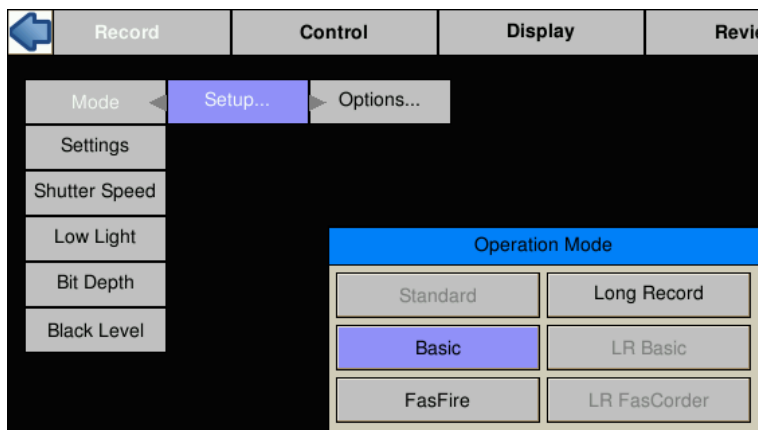 Record Control Display Revi
Mode Setup... Options...
Settings
Shutter Speed
Low Light
Bit Depth
Black Level
Operation Mode
Standard Long Record
Basic LR Basic
FasFire LR FasCorder